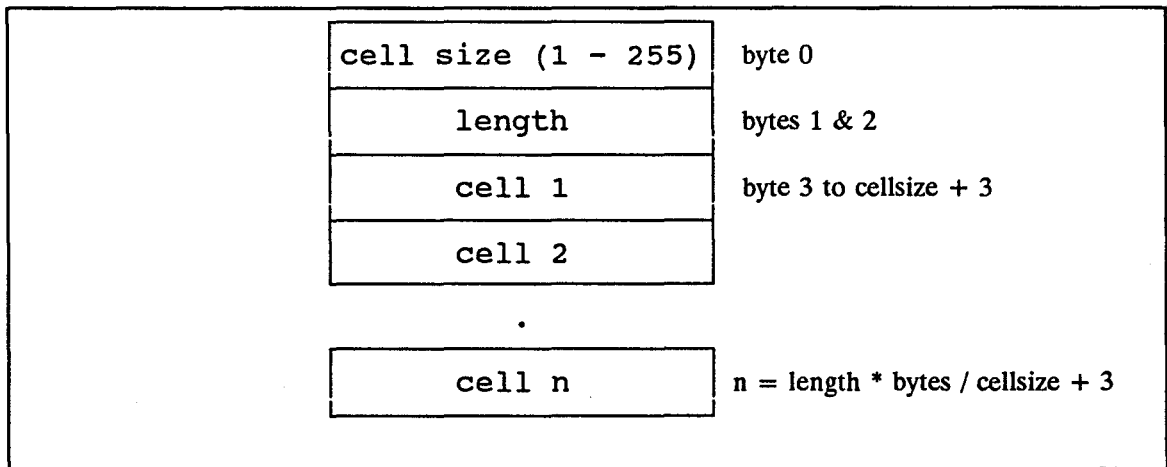 cell size (1 - 255) byte 0
length bytes 1 & 2
cell 1 byte 3 to cellsize + 3
cell 2
.
cell n n = length * bytes / cellsize + 3